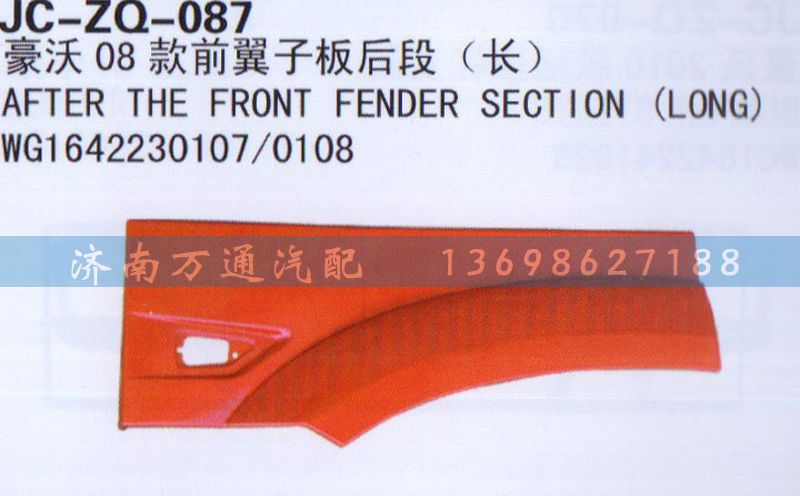 JC-ZQ-087
豪沃 08 款前翼子板后段（长）
AFTER THE FRONT FENDER SECTION (LONG)
WG1642230107/0108
济南万通汽配 13698627188